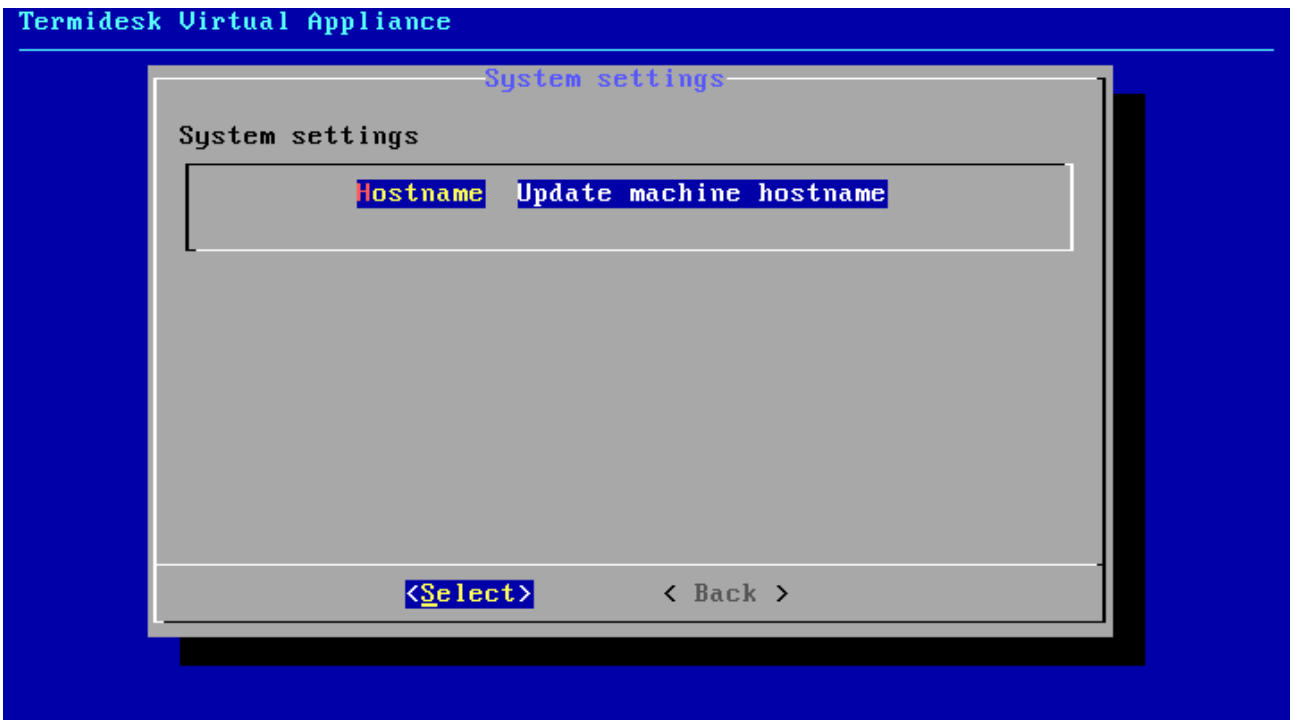 Termidesk Virtual Appliance
System settings
System settings
Hostname Update machine hostname
<Select> < Back >